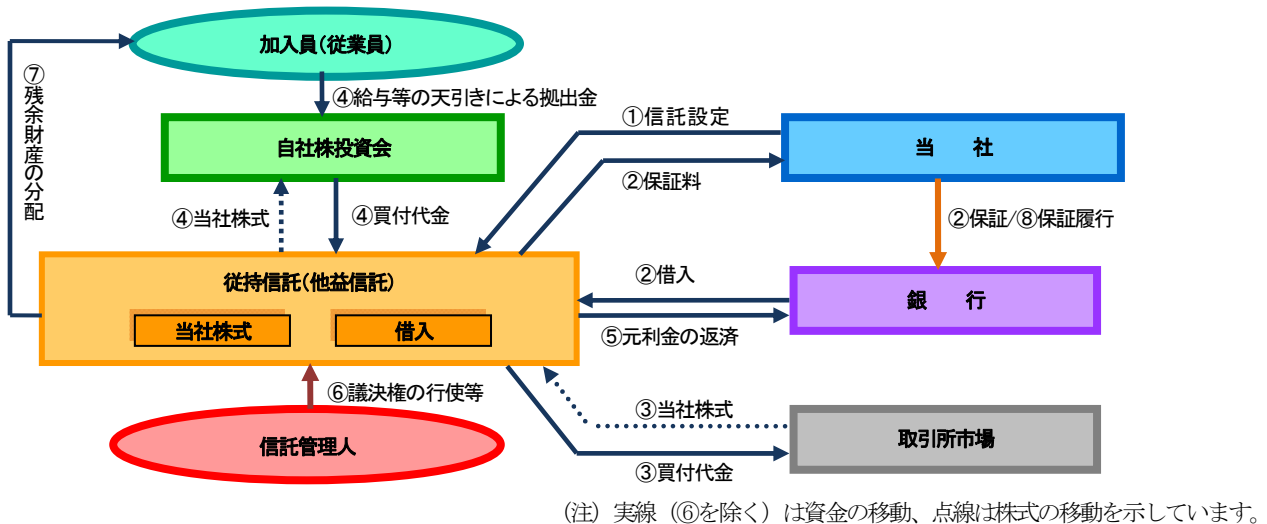 加入員(従業員)
⑦残余財産の分配
④給与等の天引きによる拠出金
自社株投資会
①信託設定
当　社
②保証料
④当社株式
④買付代金
②保証/⑧保証履行
従持信託(他益信託)
当社株式
借入
②借入
銀　行
⑤元利金の返済
⑥議決権の行使等
信託管理人
③当社株式
取引所市場
③買付代金
(注) 実線（⑥を除く）は資金の移動、点線は株式の移動を示しています。